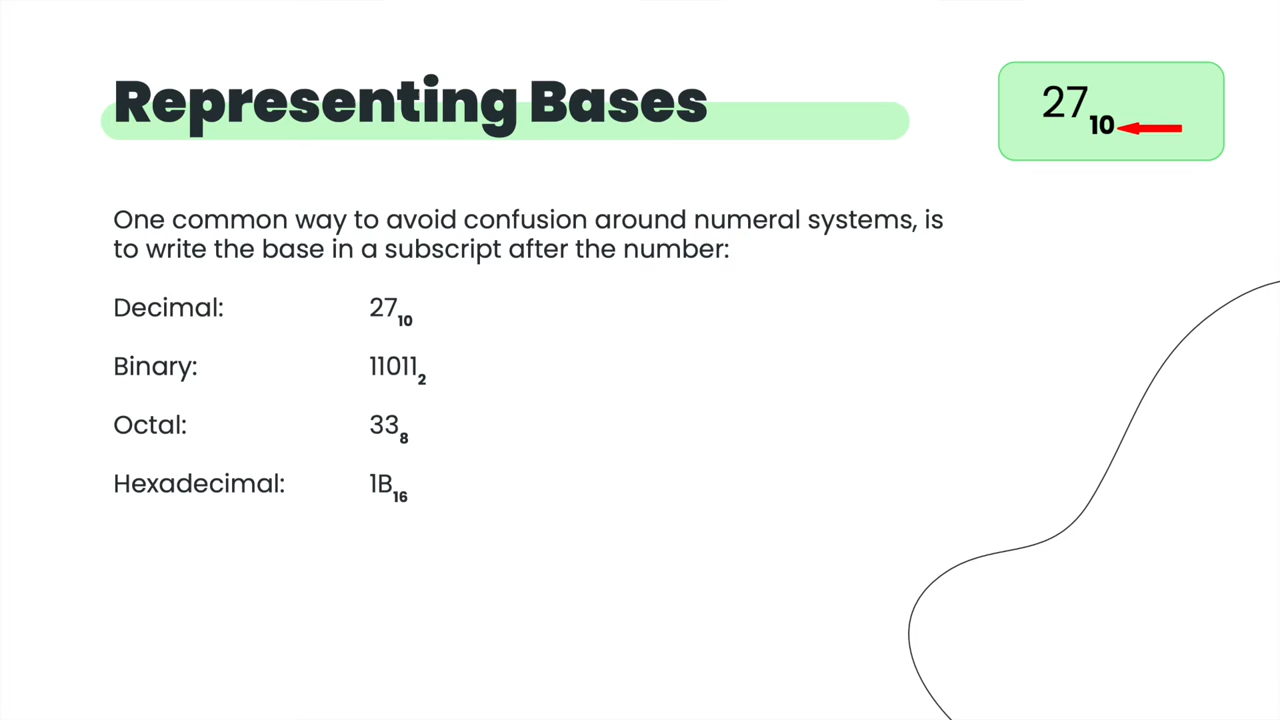 Representing Bases
27₁₀
One common way to avoid confusion around numeral systems, is
to write the base in a subscript after the number:
Decimal: 27₁₀
Binary: 11011₂
Octal: 33₈
Hexadecimal: 1B₁₆